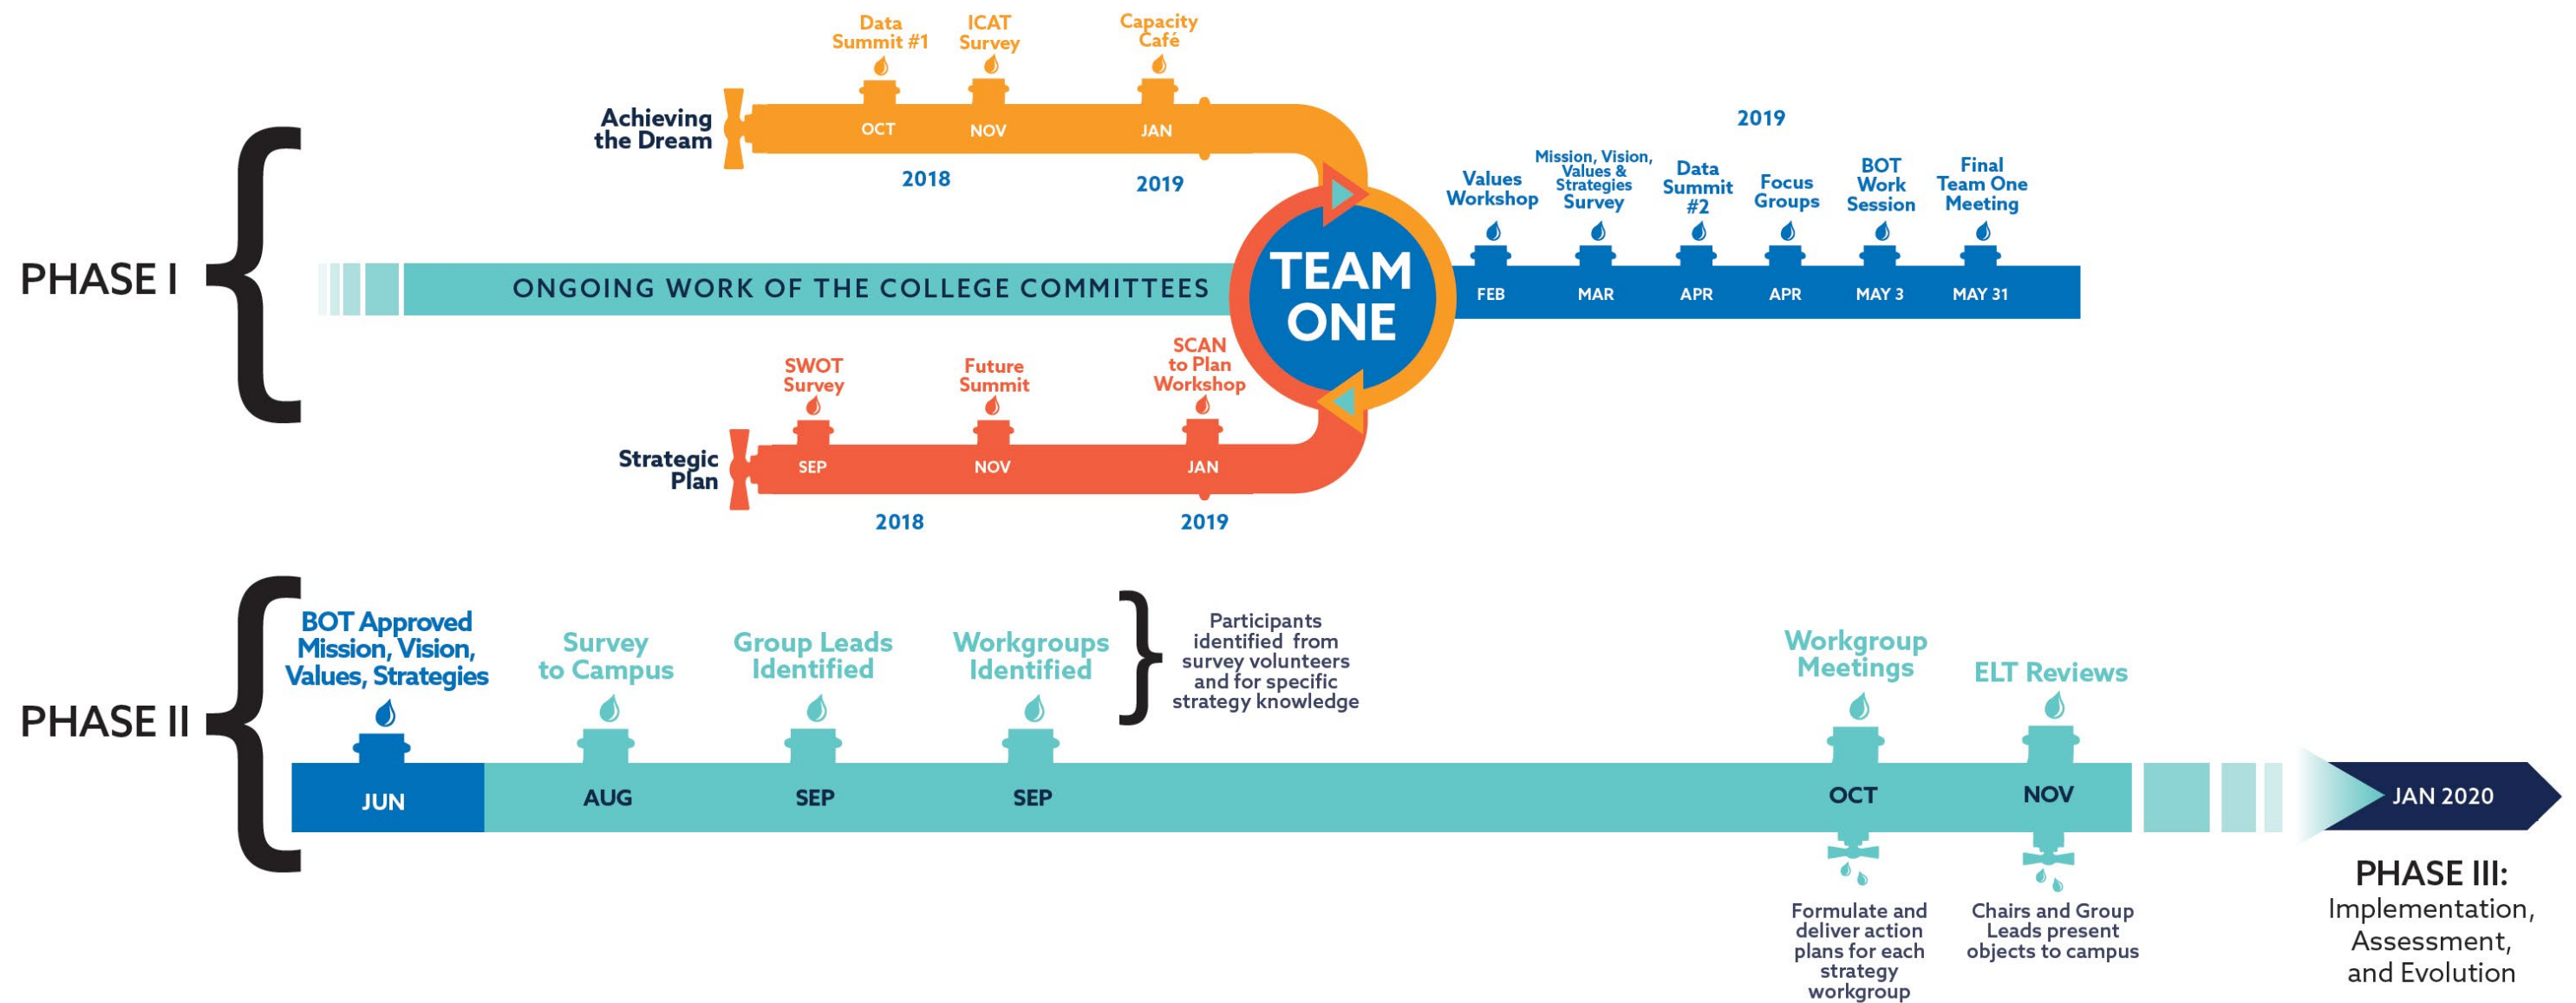 PHASE I
Achieving
the Dream
Data
Summit #1
ICAT
Survey
Capacity
Café
OCT
NOV
JAN
2018
2019
ONGOING WORK OF THE COLLEGE COMMITTEES
TEAM
ONE
Strategic
Plan
SWOT
Survey
Future
Summit
SCAN
to Plan
Workshop
SEP
NOV
JAN
2018
2019
2019
Values
Workshop
Mission, Vision,
Values &
Strategies
Survey
Data
Summit
#2
Focus
Groups
BOT
Work
Session
Final
Team One
Meeting
FEB
MAR
APR
APR
MAY 3
MAY 31
PHASE II
BOT Approved
Mission, Vision,
Values, Strategies
Survey
to Campus
Group Leads
Identified
Workgroups
Identified
Participants
identified from
survey volunteers
and for specific
strategy knowledge
Workgroup
Meetings
ELT Reviews
JUN
AUG
SEP
SEP
OCT
NOV
JAN 2020
Formulate and
deliver action
plans for each
strategy
workgroup
Chairs and Group
Leads present
objects to campus
PHASE III:
Implementation,
Assessment,
and Evolution